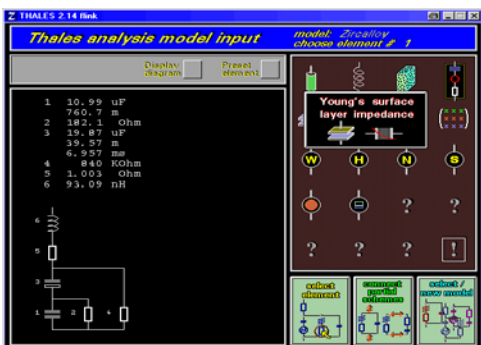 Z THALES 2.14 flink
Thales analysis model input
model: Zircalloy
choose element # 1
Display diagram
Preset element
1 10.99 uF
760.7 m
2 182.1 Ohm
3 19.87 uF
39.57 m
6.957 mø
4 840 KOhm
5 1.003 Ohm
6 93.09 nH
Young's surface
layer impedance
W H N S
? ?
? ? ? !
6
5
3
1 2 4
select
element
connect
partial
schemes
select /
new model